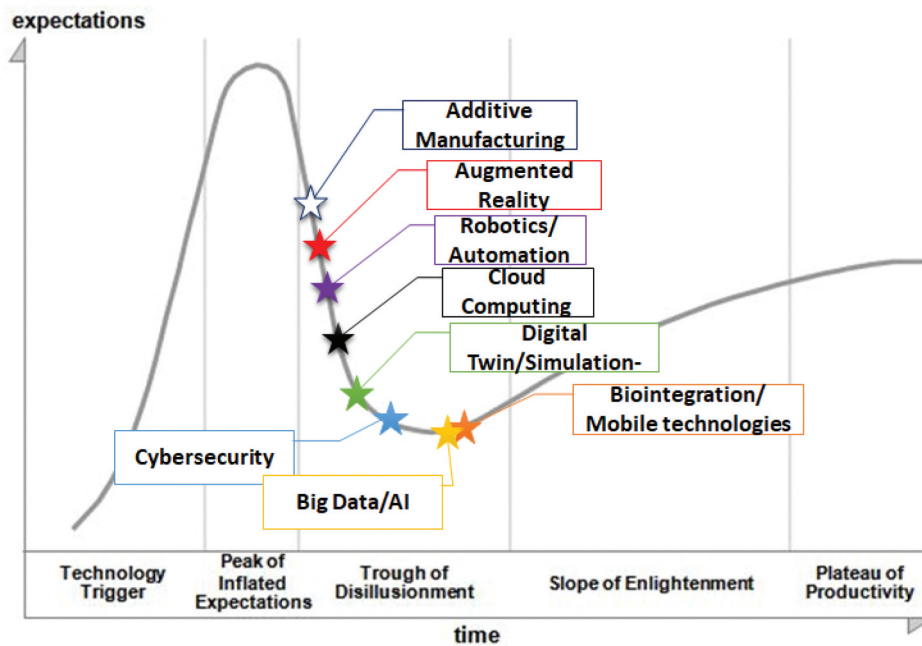 expectations
Additive
Manufacturing
Augmented
Reality
Robotics/
Automation
Cloud
Computing
Digital
Twin/Simulation-
Biointegration/
Mobile technologies
Cybersecurity
Big Data/AI
Technology
Trigger
Peak of
Inflated
Expectations
Trough of
Disillusionment
Slope of Enlightenment
Plateau of
Productivity
time